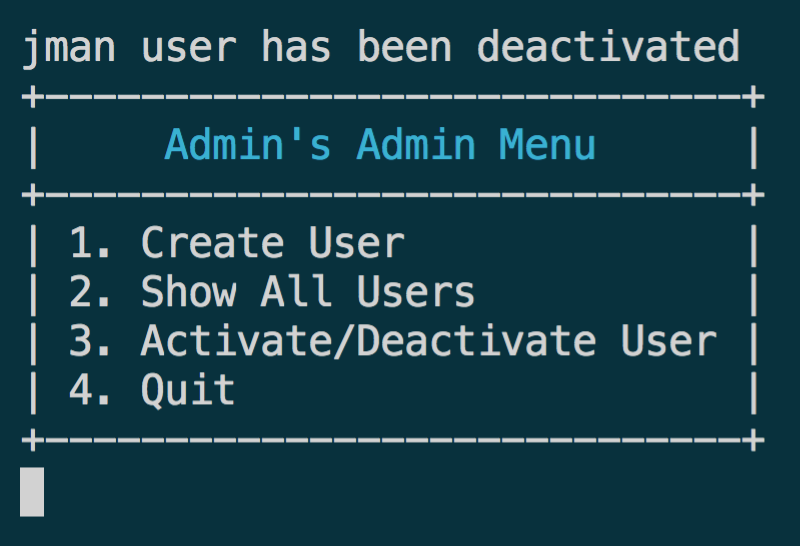 jman user has been deactivated
+------------------------------+
| Admin's Admin Menu |
+------------------------------+
| 1. Create User |
| 2. Show All Users |
| 3. Activate/Deactivate User |
| 4. Quit |
+------------------------------+